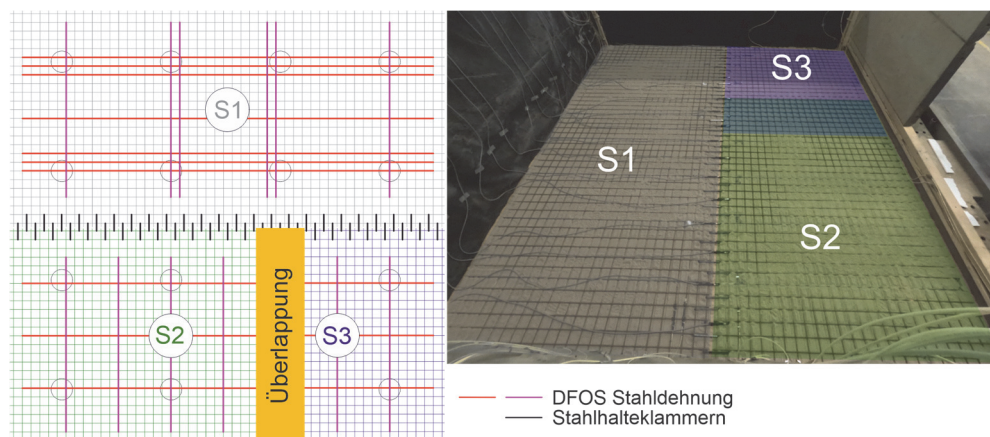 S1
S2
Überlappung
S3
S3
S1
S2
DFOS Stahldehnung
Stahlhalteklammern